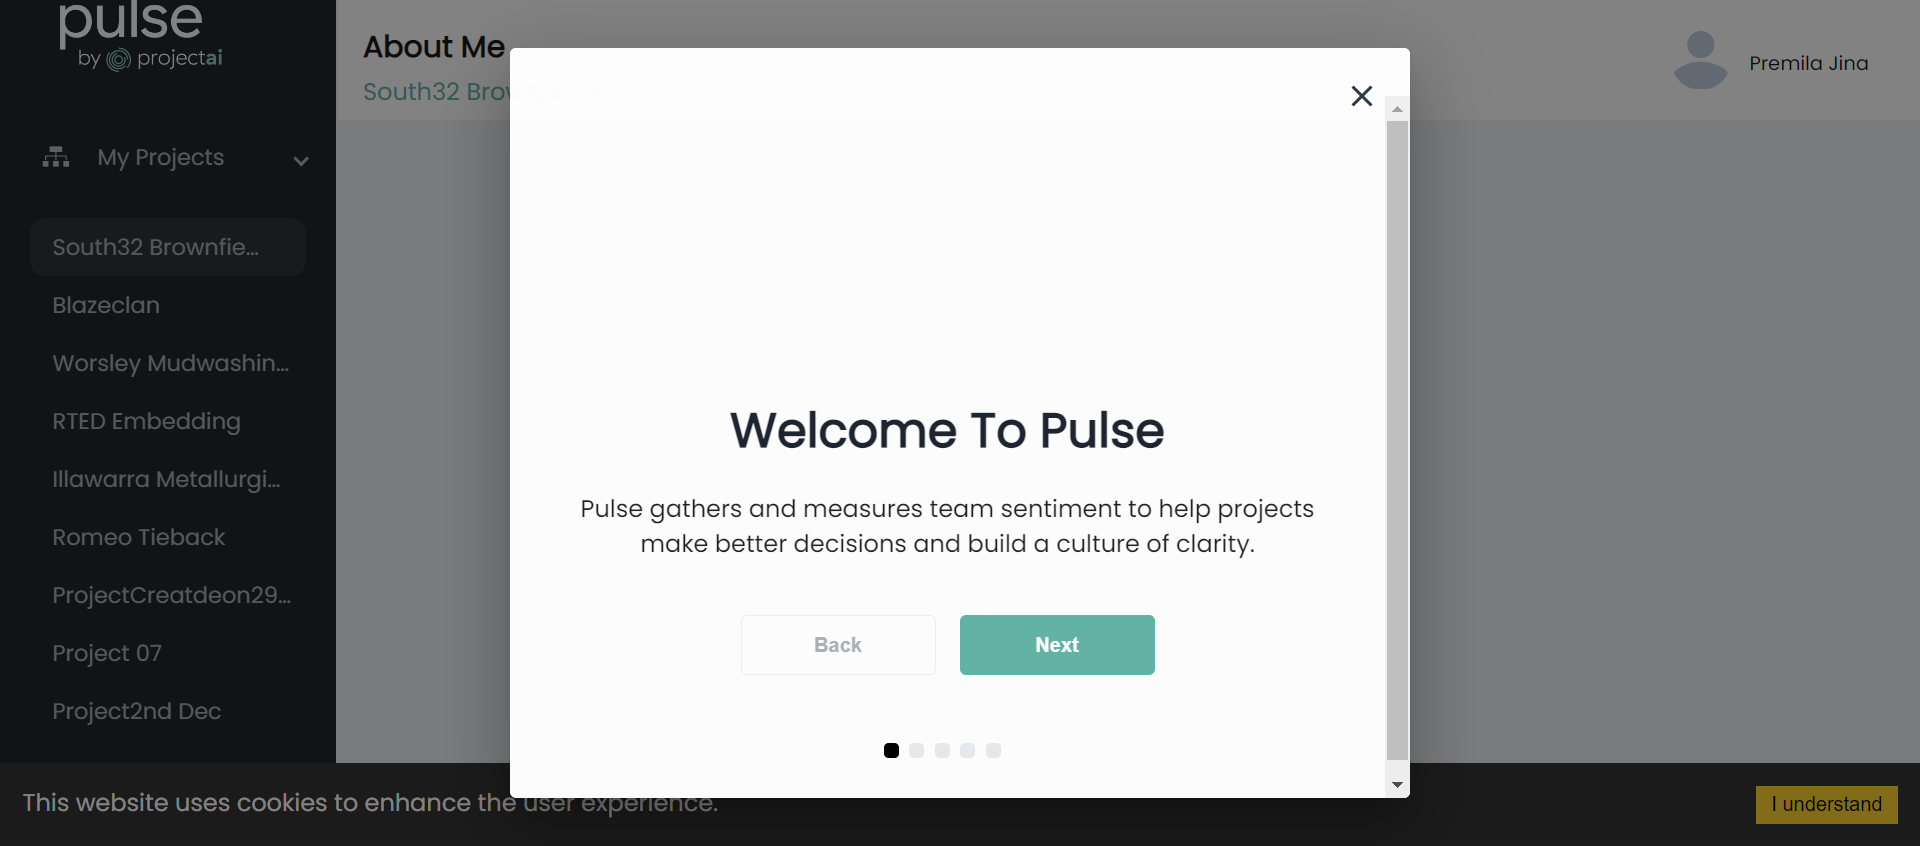 pulse
by projectai
My Projects
South32 Brownfie...
Blazeclan
Worsley Mudwashin...
RTED Embedding
Illawarra Metallurgi...
Romeo Tieback
ProjectCreatdeon29...
Project 07
Project2nd Dec
About Me
South32 Brow
Premila Jina
Welcome To Pulse
Pulse gathers and measures team sentiment to help projects
make better decisions and build a culture of clarity.
Back
Next
This website uses cookies to enhance the user experience.
I understand